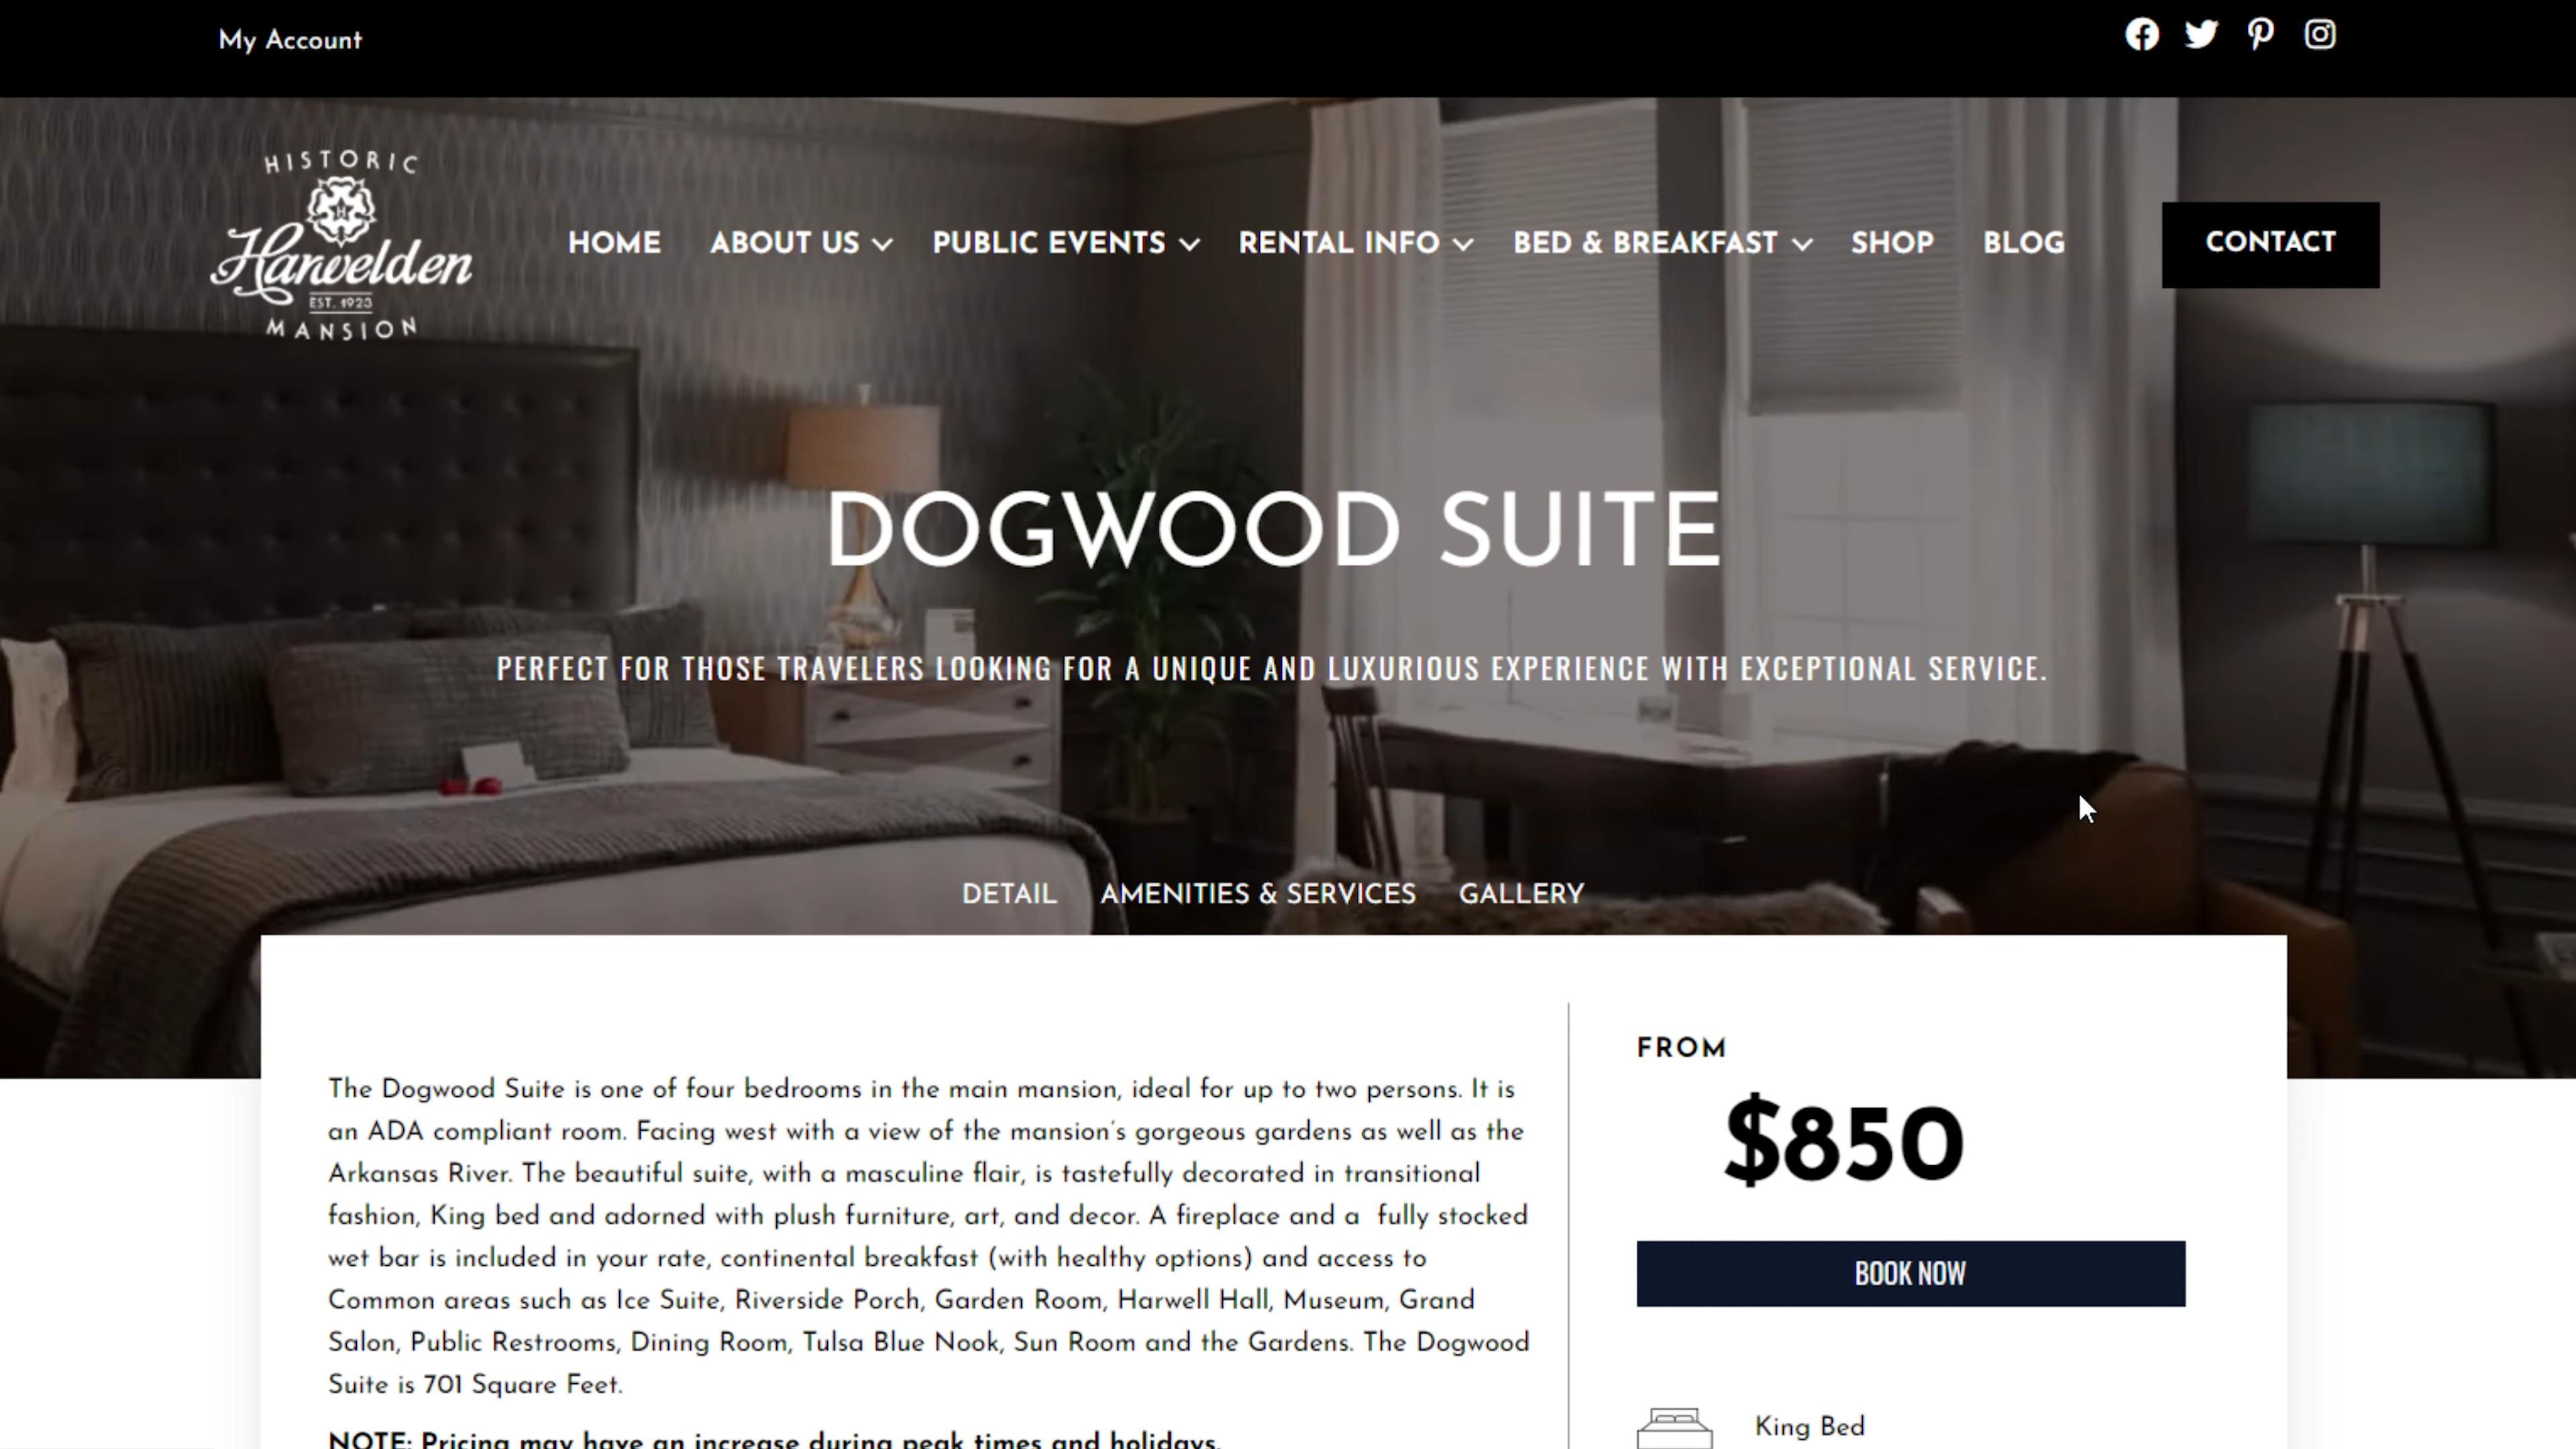 My Account
HISTORIC
Harwelden
EST. 1923
MANSION
HOME ABOUT US PUBLIC EVENTS RENTAL INFO BED & BREAKFAST SHOP BLOG CONTACT
DOGWOOD SUITE
PERFECT FOR THOSE TRAVELERS LOOKING FOR A UNIQUE AND LUXURIOUS EXPERIENCE WITH EXCEPTIONAL SERVICE.
DETAIL AMENITIES & SERVICES GALLERY
The Dogwood Suite is one of four bedrooms in the main mansion, ideal for up to two persons. It is
an ADA compliant room. Facing west with a view of the mansion's gorgeous gardens as well as the
Arkansas River. The beautiful suite, with a masculine flair, is tastefully decorated in transitional
fashion, King bed and adorned with plush furniture, art, and decor. A fireplace and a fully stocked
wet bar is included in your rate, continental breakfast (with healthy options) and access to
Common areas such as Ice Suite, Riverside Porch, Garden Room, Harwell Hall, Museum, Grand
Salon, Public Restrooms, Dining Room, Tulsa Blue Nook, Sun Room and the Gardens. The Dogwood
Suite is 701 Square Feet.
NOTE: Pricing may have an increase during peak times and holidays.
FROM
$850
BOOK NOW
King Bed